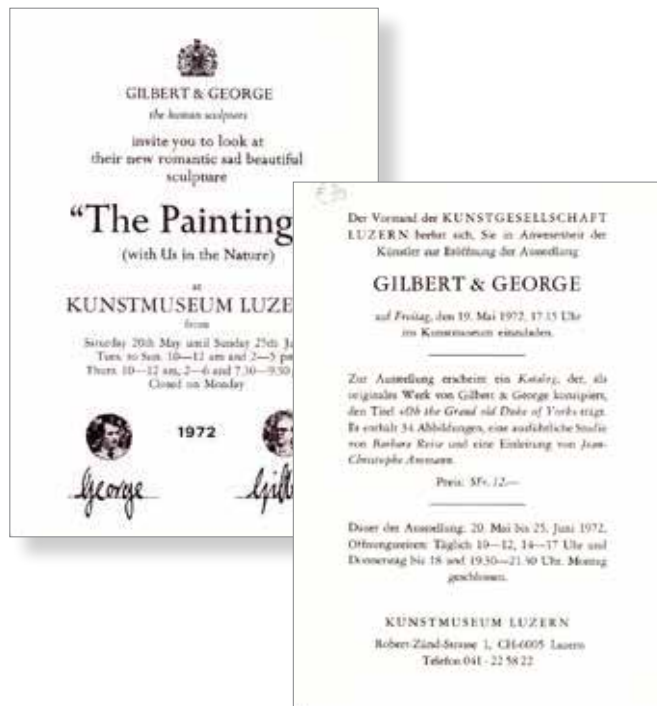 GILBERT & GEORGE
the human sculptors
invite you to look at
their new romantic sad beautiful
sculpture
“The Painting
(with Us in the Nature)
at
KUNSTMUSEUM LUZE
from
Saturday 20th May until Sunday 25th Ju
Tues. to Sun. 10—12 am and 2—5 pm
Thurs. 10—12 am, 2—6 and 7.30—9.30
Closed on Monday
1972
George
Gilb
Der Vorstand der KUNSTGESELLSCHAFT
LUZERN beehrt sich, Sie in Anwesenheit der
Künstler zur Eröffnung der Ausstellung
GILBERT & GEORGE
auf Freitag, den 19. Mai 1972, 17.15 Uhr
ins Kunstmuseum einzuladen.
Zur Ausstellung erscheint ein Katalog, der, als
originales Werk von Gilbert & George konzipiert,
den Titel «Oh the Grand old Duke of York» trägt.
Er enthält 34 Abbildungen, eine ausführliche Studie
von Barbara Reise und eine Einleitung von Jean-
Christophe Ammann.
Preis: SFr. 12.—
Dauer der Ausstellung: 20. Mai bis 25. Juni 1972.
Öffnungszeiten: Täglich 10—12, 14—17 Uhr und
Donnerstag bis 18 und 19.30—21.30 Uhr. Montag
geschlossen.
KUNSTMUSEUM LUZERN
Robert-Zünd-Strasse 1, CH-6005 Luzern
Telefon 041 - 22 58 22